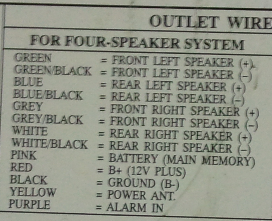 OUTLET WIRE
FOR FOUR-SPEAKER SYSTEM
GREEN = FRONT LEFT SPEAKER (+)
GREEN/BLACK = FRONT LEFT SPEAKER (-)
BLUE = REAR LEFT SPEAKER (+)
BLUE/BLACK = REAR LEFT SPEAKER (-)
GREY = FRONT RIGHT SPEAKER (+)
GREY/BLACK = FRONT RIGHT SPEAKER (-)
WHITE = REAR RIGHT SPEAKER (+)
WHITE/BLACK = REAR RIGHT SPEAKER (-)
PINK = BATTERY (MAIN MEMORY)
RED = B+ (12V PLUS)
BLACK = GROUND (B-)
YELLOW = POWER ANT.
PURPLE = ALARM IN